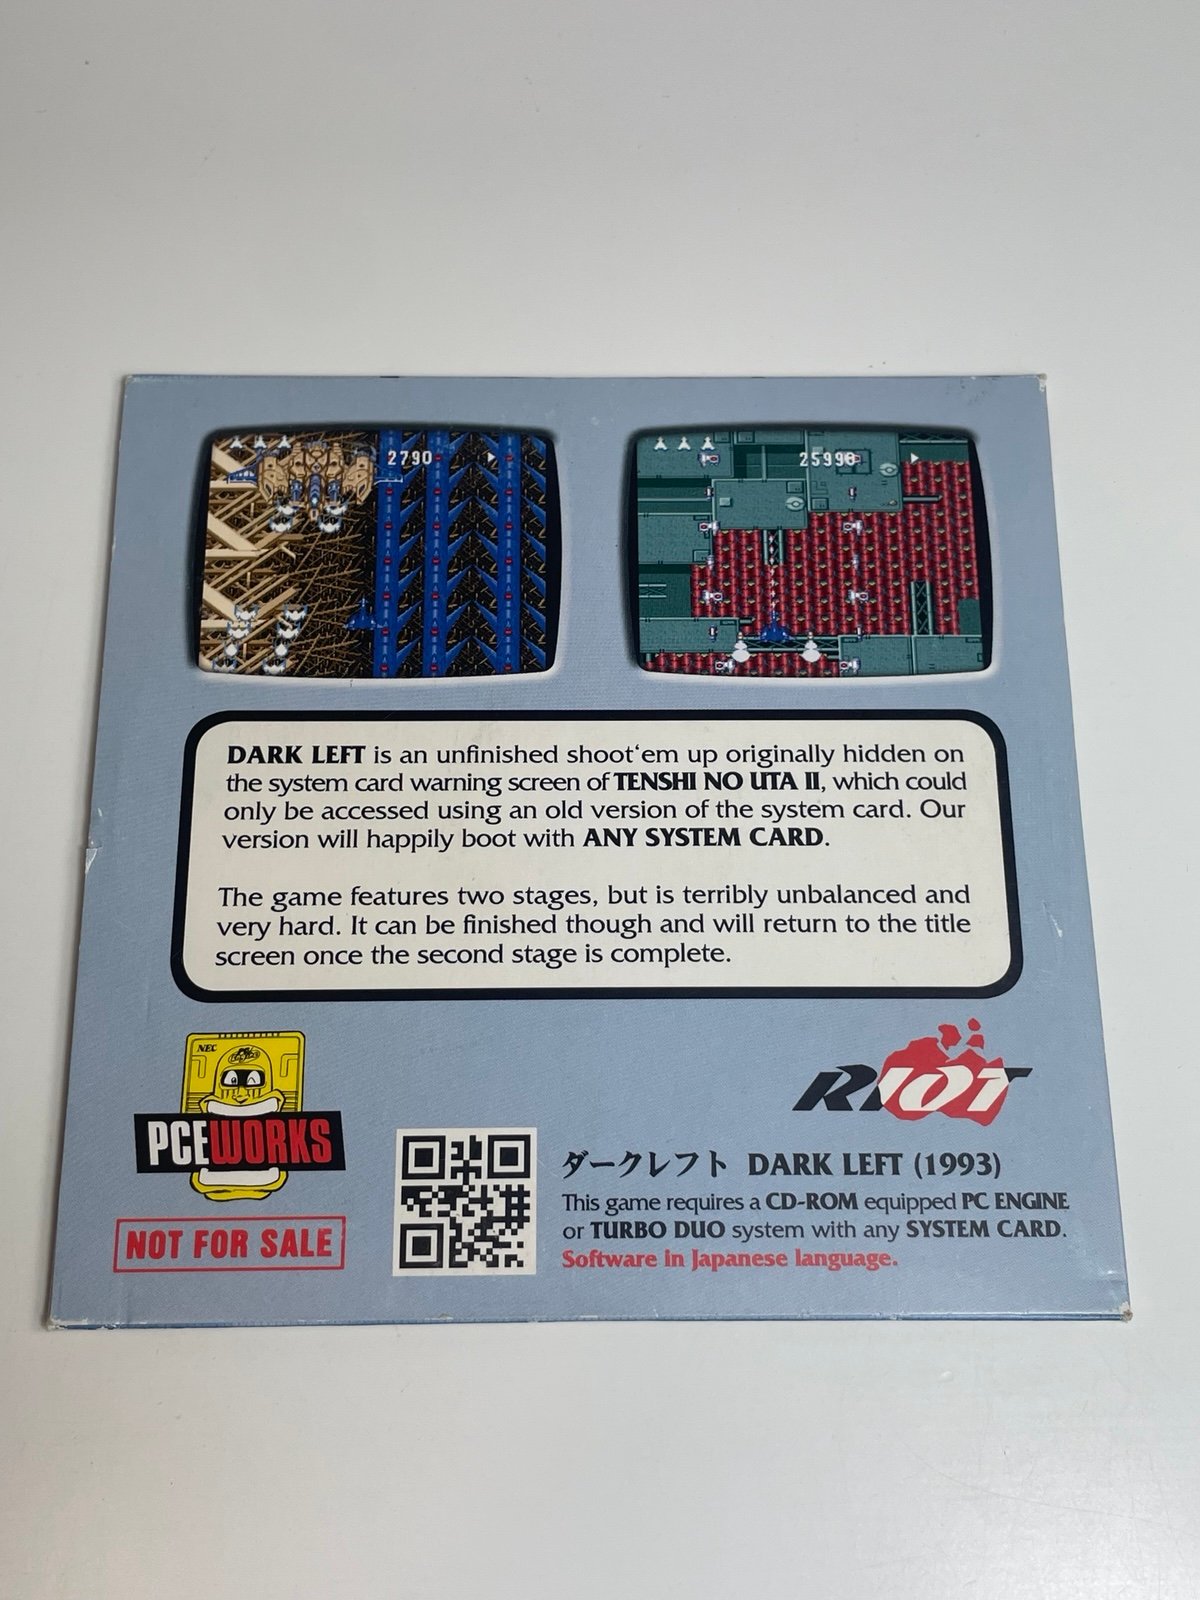 2790
25990
DARK LEFT is an unfinished shoot‘em up originally hidden on
the system card warning screen of TENSHI NO UTA II, which could
only be accessed using an old version of the system card. Our
version will happily boot with ANY SYSTEM CARD.
The game features two stages, but is terribly unbalanced and
very hard. It can be finished though and will return to the title
screen once the second stage is complete.
NEC
PCEWORKS
NOT FOR SALE
RIOT
ダークレフト DARK LEFT (1993)
This game requires a CD-ROM equipped PC ENGINE
or TURBO DUO system with any SYSTEM CARD.
Software in Japanese language.